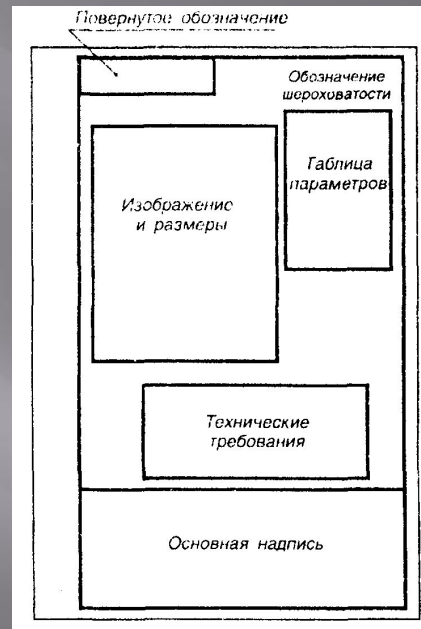 Повернутое обозначение
Обозначение
шероховатости
Таблица
параметров
Изображение
и размеры
Технические
требования
Основная надпись